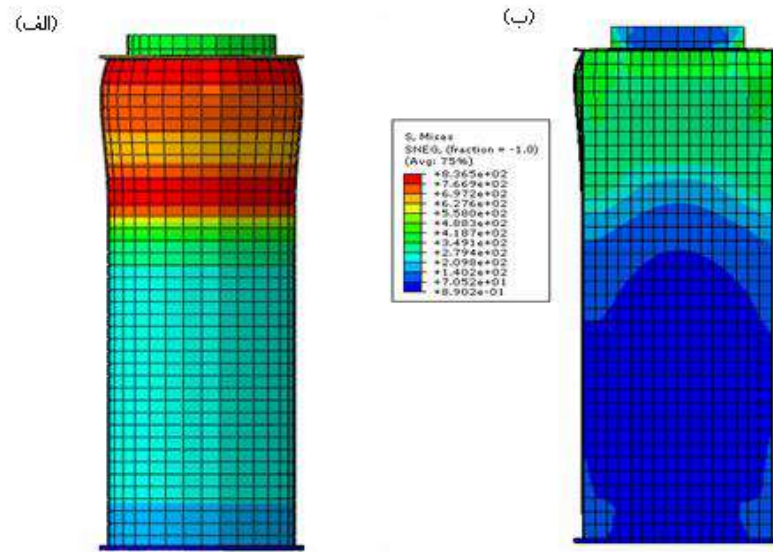 (الف)
(ب)
S, Mises
SNEG, (fraction = -1.0)
(Avg: 75%)
+8.365e+02
+7.669e+02
+6.972e+02
+6.276e+02
+5.580e+02
+4.883e+02
+4.187e+02
+3.491e+02
+2.794e+02
+2.098e+02
+1.402e+02
+7.052e+01
+8.902e-01